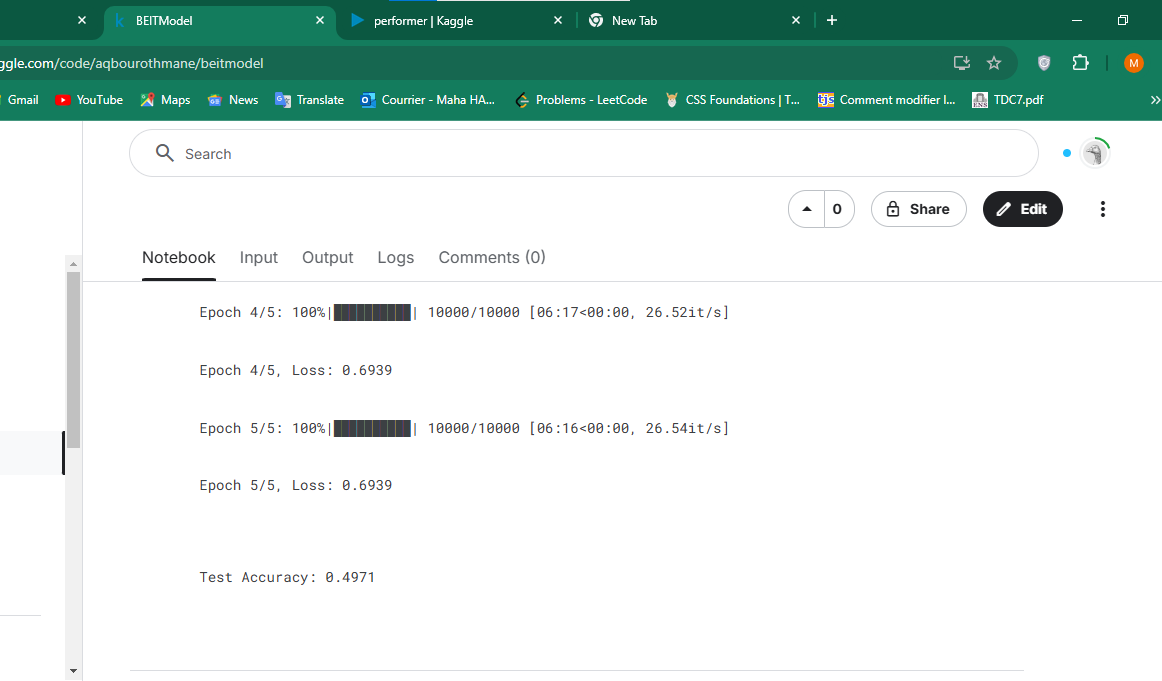 BEITModel
performer | Kaggle
New Tab
ggle.com/code/aqbourothmane/beitmodel
M
Gmail
YouTube
Maps
News
Translate
Courrier - Maha HA...
Problems - LeetCode
CSS Foundations | T...
Comment modifier l...
TDC7.pdf
Search
0
Share
Edit
Notebook
Input
Output
Logs
Comments (0)
Epoch 4/5: 100%|██████████| 10000/10000 [06:17<00:00, 26.52it/s]
Epoch 4/5, Loss: 0.6939
Epoch 5/5: 100%|██████████| 10000/10000 [06:16<00:00, 26.54it/s]
Epoch 5/5, Loss: 0.6939
Test Accuracy: 0.4971